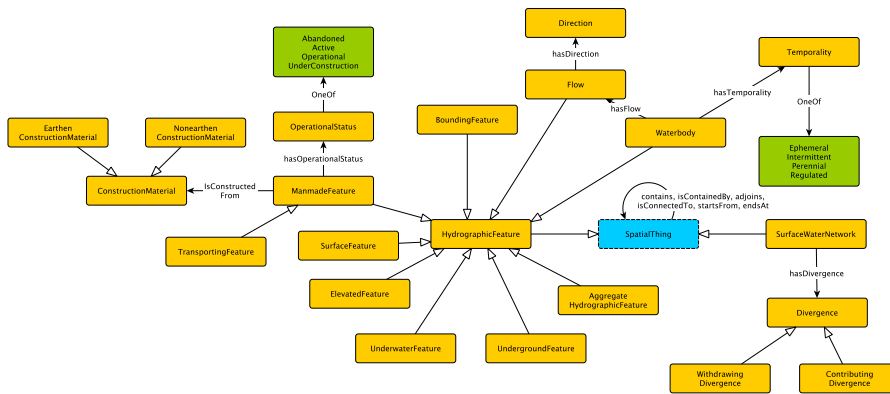 Direction
Abandoned
Active
Operational
UnderConstruction
hasDirection
Temporality
Flow
OneOf
hasTemporality
OneOf
hasFlow
BoundingFeature
Earthen
ConstructionMaterial
Nonearthen
ConstructionMaterial
OperationalStatus
Waterbody
Ephemeral
Intermittent
Perennial
Regulated
hasOperationalStatus
ConstructionMaterial
IsConstructed
From
ManmadeFeature
contains, isContainedBy, adjoins,
isConnectedTo, startsFrom, endsAt
TransportingFeature
SurfaceFeature
HydrographicFeature
SpatialThing
SurfaceWaterNetwork
hasDivergence
ElevatedFeature
Aggregate
HydrographicFeature
Divergence
UnderwaterFeature
UndergroundFeature
Withdrawing
Divergence
Contributing
Divergence